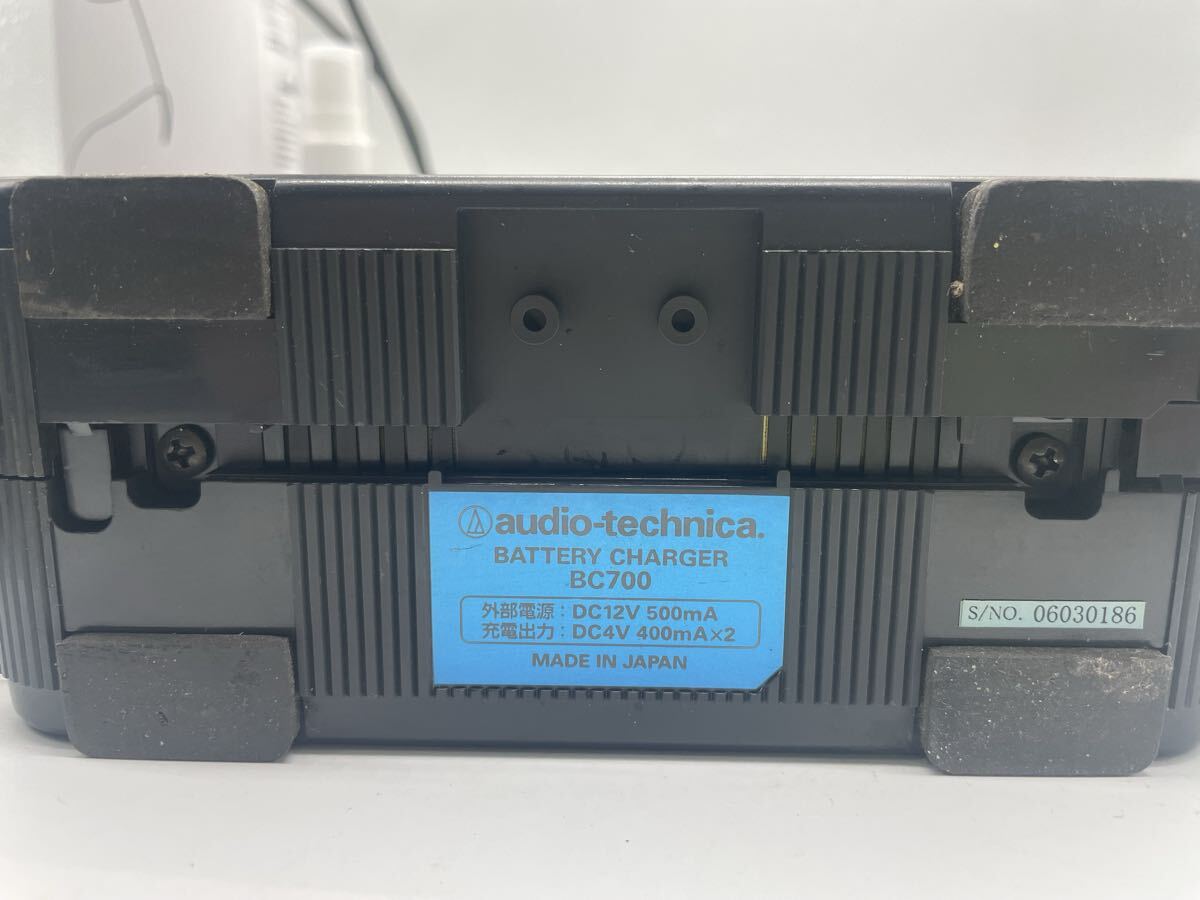 audio-technica.
BATTERY CHARGER
BC700
外部電源 : DC12V 500mA
充電出力 : DC4V 400mA×2
MADE IN JAPAN
S/NO. 06030186